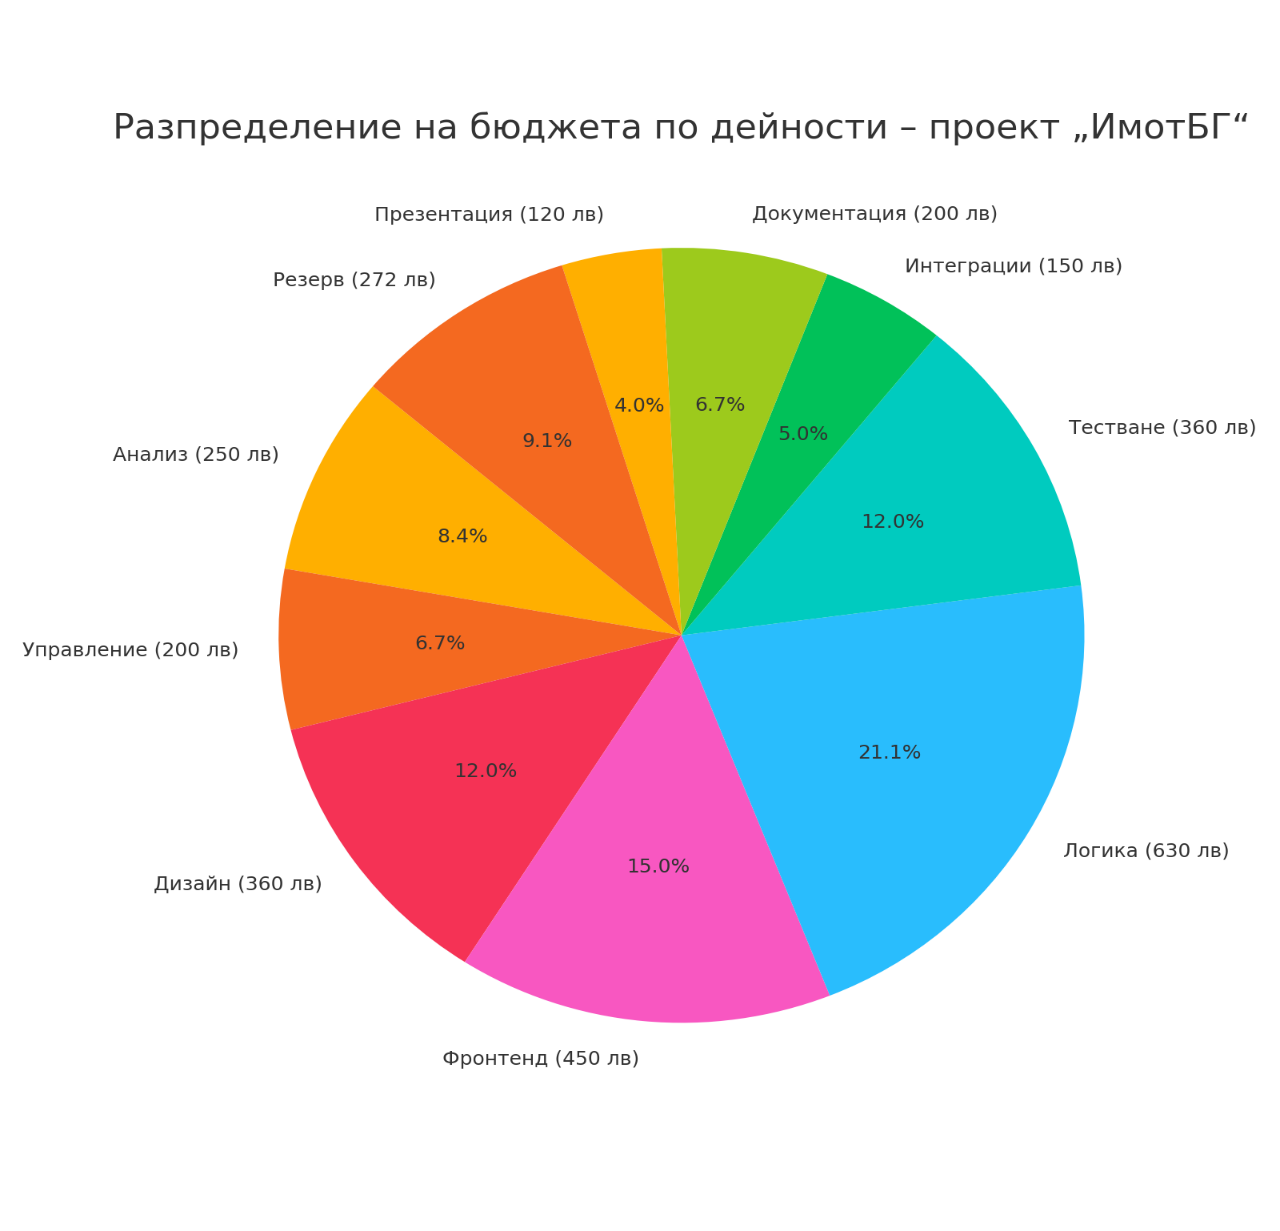 Разпределение на бюджета по дейности – проект „ИмотБГ“
Презентация (120 лв)
Документация (200 лв)
Интеграции (150 лв)
Резерв (272 лв)
4.0%
6.7%
5.0%
9.1%
Тестване (360 лв)
Анализ (250 лв)
12.0%
8.4%
Управление (200 лв)
6.7%
21.1%
12.0%
Логика (630 лв)
15.0%
Дизайн (360 лв)
Фронтенд (450 лв)